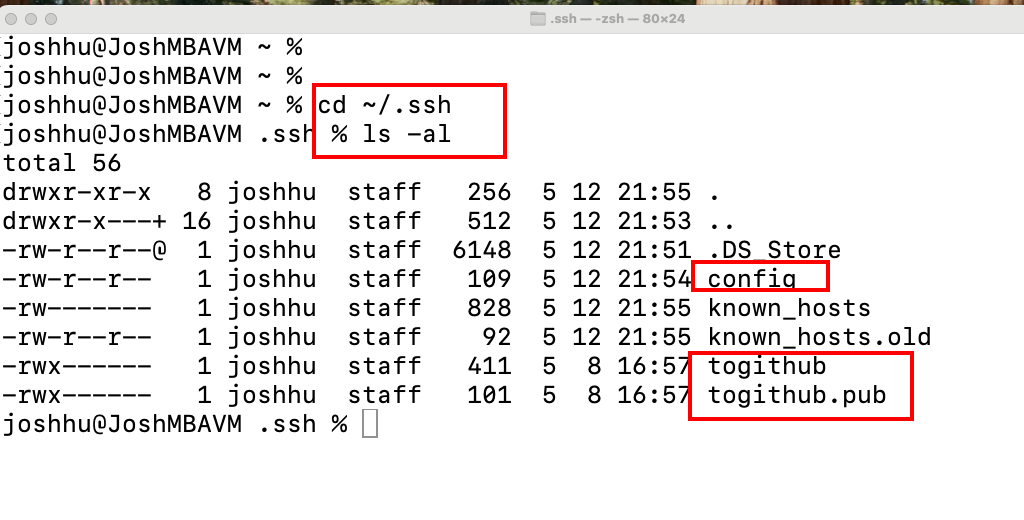 .ssh — -zsh — 80×24
joshhu@JoshMBAVM ~ %
joshhu@JoshMBAVM ~ %
joshhu@JoshMBAVM ~ % cd ~/.ssh
joshhu@JoshMBAVM .ssh % ls -al
total 56
drwxr-xr-x   8 joshhu  staff   256  5 12 21:55 .
drwxr-x---+ 16 joshhu  staff   512  5 12 21:53 ..
-rw-r--r--@  1 joshhu  staff  6148  5 12 21:51 .DS_Store
-rw-r--r--   1 joshhu  staff   109  5 12 21:54 config
-rw-------   1 joshhu  staff   828  5 12 21:55 known_hosts
-rw-r--r--   1 joshhu  staff    92  5 12 21:55 known_hosts.old
-rwx------   1 joshhu  staff   411  5  8 16:57 togithub
-rwx------   1 joshhu  staff   101  5  8 16:57 togithub.pub
joshhu@JoshMBAVM .ssh %